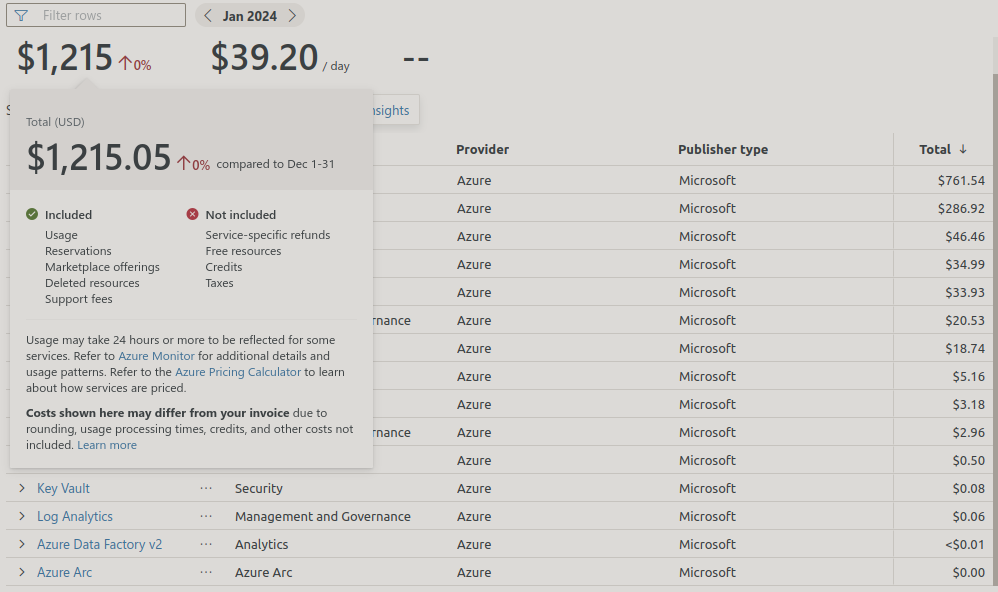 Filter rows
Jan 2024
$1,215 0% $39.20 / day --
nsights
Total (USD)
$1,215.05 0% compared to Dec 1-31
Included
Usage
Reservations
Marketplace offerings
Deleted resources
Support fees
Not included
Service-specific refunds
Free resources
Credits
Taxes
Usage may take 24 hours or more to be reflected for some
services. Refer to Azure Monitor for additional details and
usage patterns. Refer to the Azure Pricing Calculator to learn
about how services are priced.
Costs shown here may differ from your invoice due to
rounding, usage processing times, credits, and other costs not
included. Learn more
Provider Publisher type Total ↓
Azure Microsoft $761.54
Azure Microsoft $286.92
Azure Microsoft $46.46
Azure Microsoft $34.99
Azure Microsoft $33.93
rnance Azure Microsoft $20.53
Azure Microsoft $18.74
Azure Microsoft $5.16
Azure Microsoft $3.18
rnance Azure Microsoft $2.96
Azure Microsoft $0.50
Key Vault ... Security Azure Microsoft $0.08
Log Analytics ... Management and Governance Azure Microsoft $0.06
Azure Data Factory v2 ... Analytics Azure Microsoft <$0.01
Azure Arc ... Azure Arc Azure Microsoft $0.00